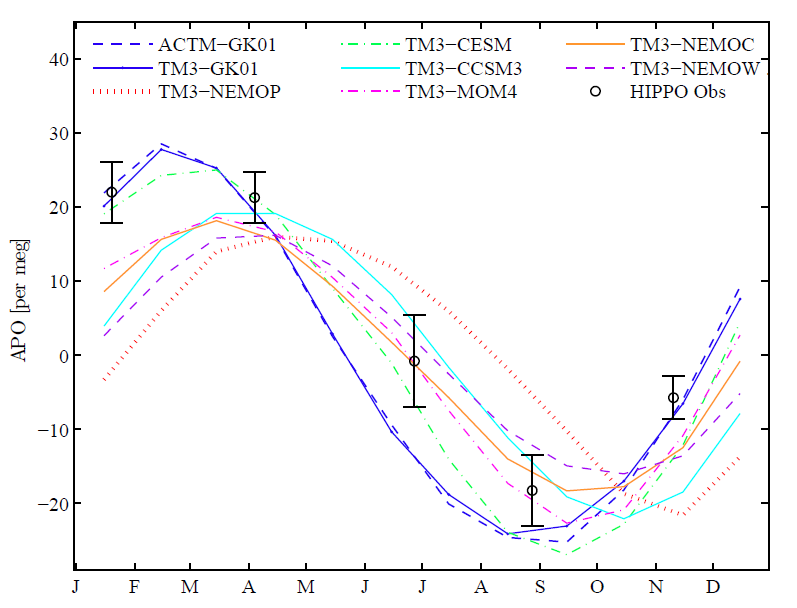 40
30
20
10
0
−10
−20
APO [per meg]
ACTM−GK01
TM3−GK01
TM3−NEMOP
TM3−CESM
TM3−CCSM3
TM3−MOM4
TM3−NEMOC
TM3−NEMOW
HIPPO Obs
J F M A M J J A S O N D